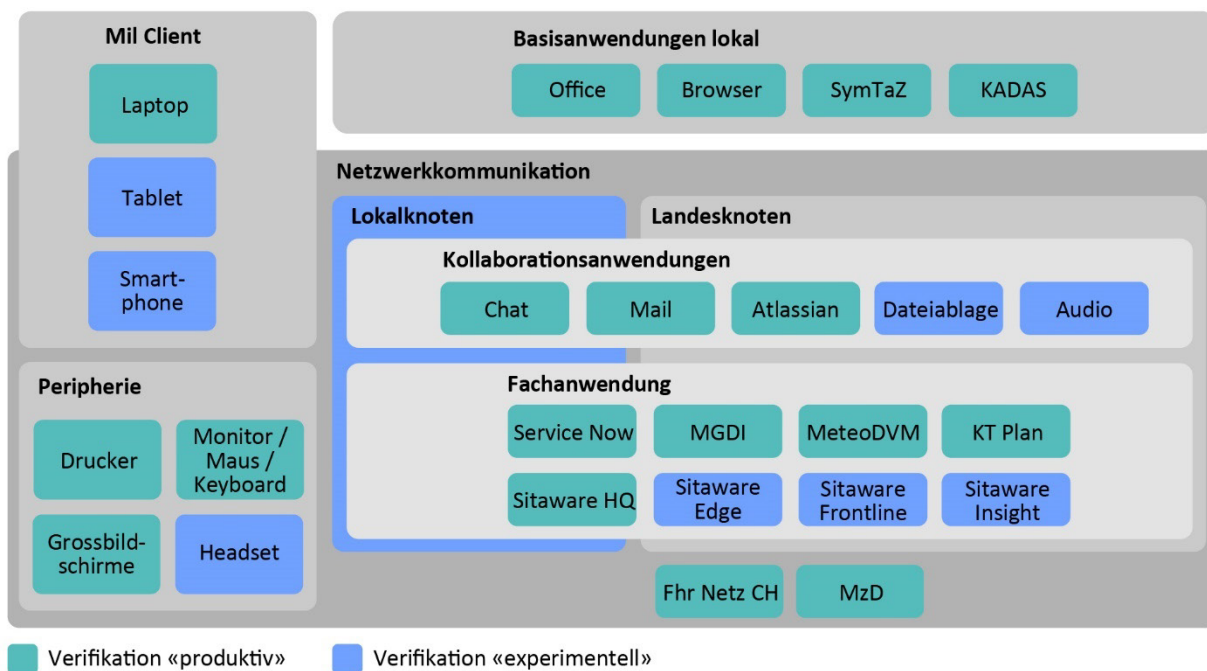 Mil Client
Laptop
Tablet
Smart-
phone
Basisanwendungen lokal
Office
Browser
SymTaZ
KADAS
Netzwerkkommunikation
Lokalknoten
Landesknoten
Kollaborationsanwendungen
Chat
Mail
Atlassian
Dateiablage
Audio
Fachanwendung
Service Now
MGDI
MeteoDVM
KT Plan
Sitaware HQ
Sitaware
Edge
Sitaware
Frontline
Sitaware
Insight
Fhr Netz CH
MzD
Peripherie
Drucker
Monitor /
Maus /
Keyboard
Grossbild-
schirme
Headset
Verifikation «produktiv»
Verifikation «experimentell»